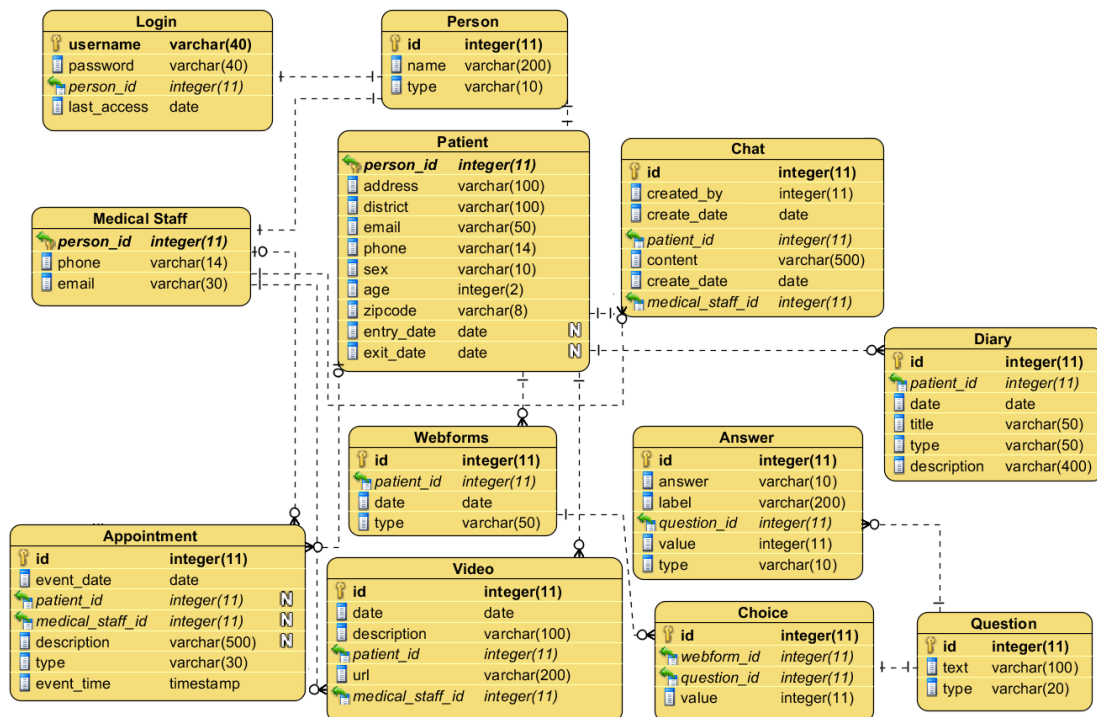 Login
username varchar(40)
password varchar(40)
person_id integer(11)
last_access date
Person
id integer(11)
name varchar(200)
type varchar(10)
Patient
person_id integer(11)
address varchar(100)
district varchar(100)
email varchar(50)
phone varchar(14)
sex varchar(10)
age integer(2)
zipcode varchar(8)
entry_date date N
exit_date date N
Chat
id integer(11)
created_by integer(11)
create_date date
patient_id integer(11)
content varchar(500)
create_date date
medical_staff_id integer(11)
Medical Staff
person_id integer(11)
phone varchar(14)
email varchar(30)
Diary
id integer(11)
patient_id integer(11)
date date
title varchar(50)
type varchar(50)
description varchar(400)
Webforms
id integer(11)
patient_id integer(11)
date date
type varchar(50)
Answer
id integer(11)
answer varchar(10)
label varchar(200)
question_id integer(11)
value integer(11)
type varchar(10)
Appointment
id integer(11)
event_date date
patient_id integer(11) N
medical_staff_id integer(11) N
description varchar(500) N
type varchar(30)
event_time timestamp
Video
id integer(11)
date date
description varchar(100)
patient_id integer(11)
url varchar(200)
medical_staff_id integer(11)
Choice
id integer(11)
webform_id integer(11)
question_id integer(11)
value integer(11)
Question
id integer(11)
text varchar(100)
type varchar(20)